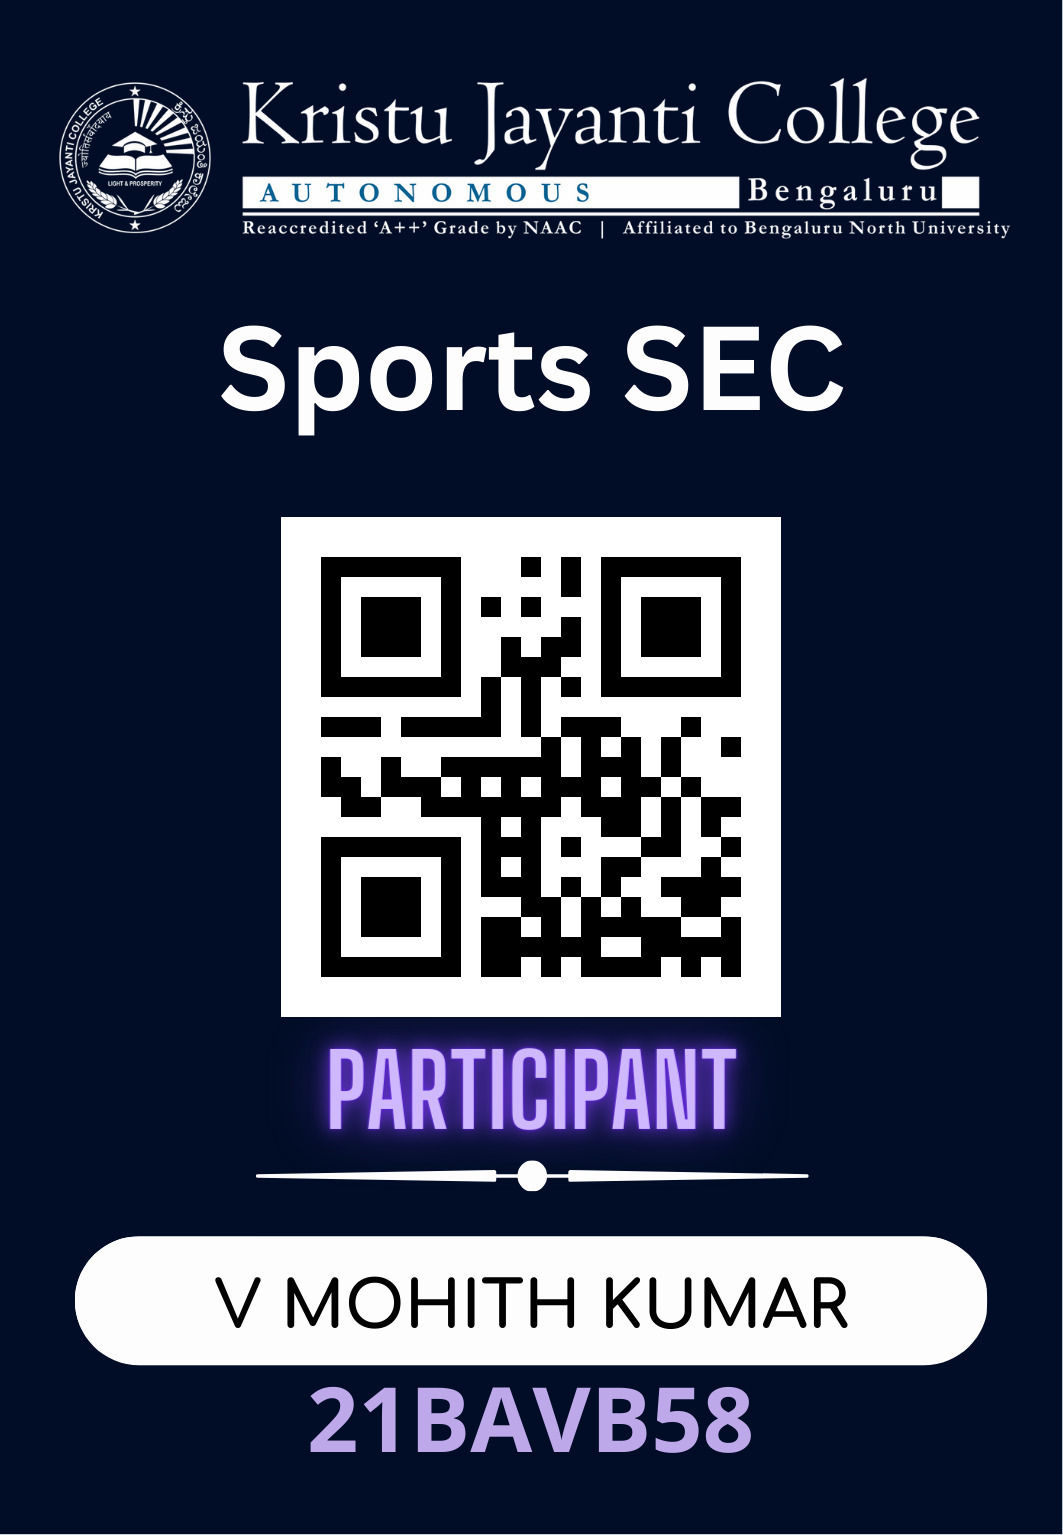 KRISTU JAYANTI COLLEGE
LIGHT & PROSPERITY
Kristu Jayanti College
AUTONOMOUS Bengaluru
Reaccredited ‘A++’ Grade by NAAC | Affiliated to Bengaluru North University
Sports SEC
PARTICIPANT
V MOHITH KUMAR
21BAVB58